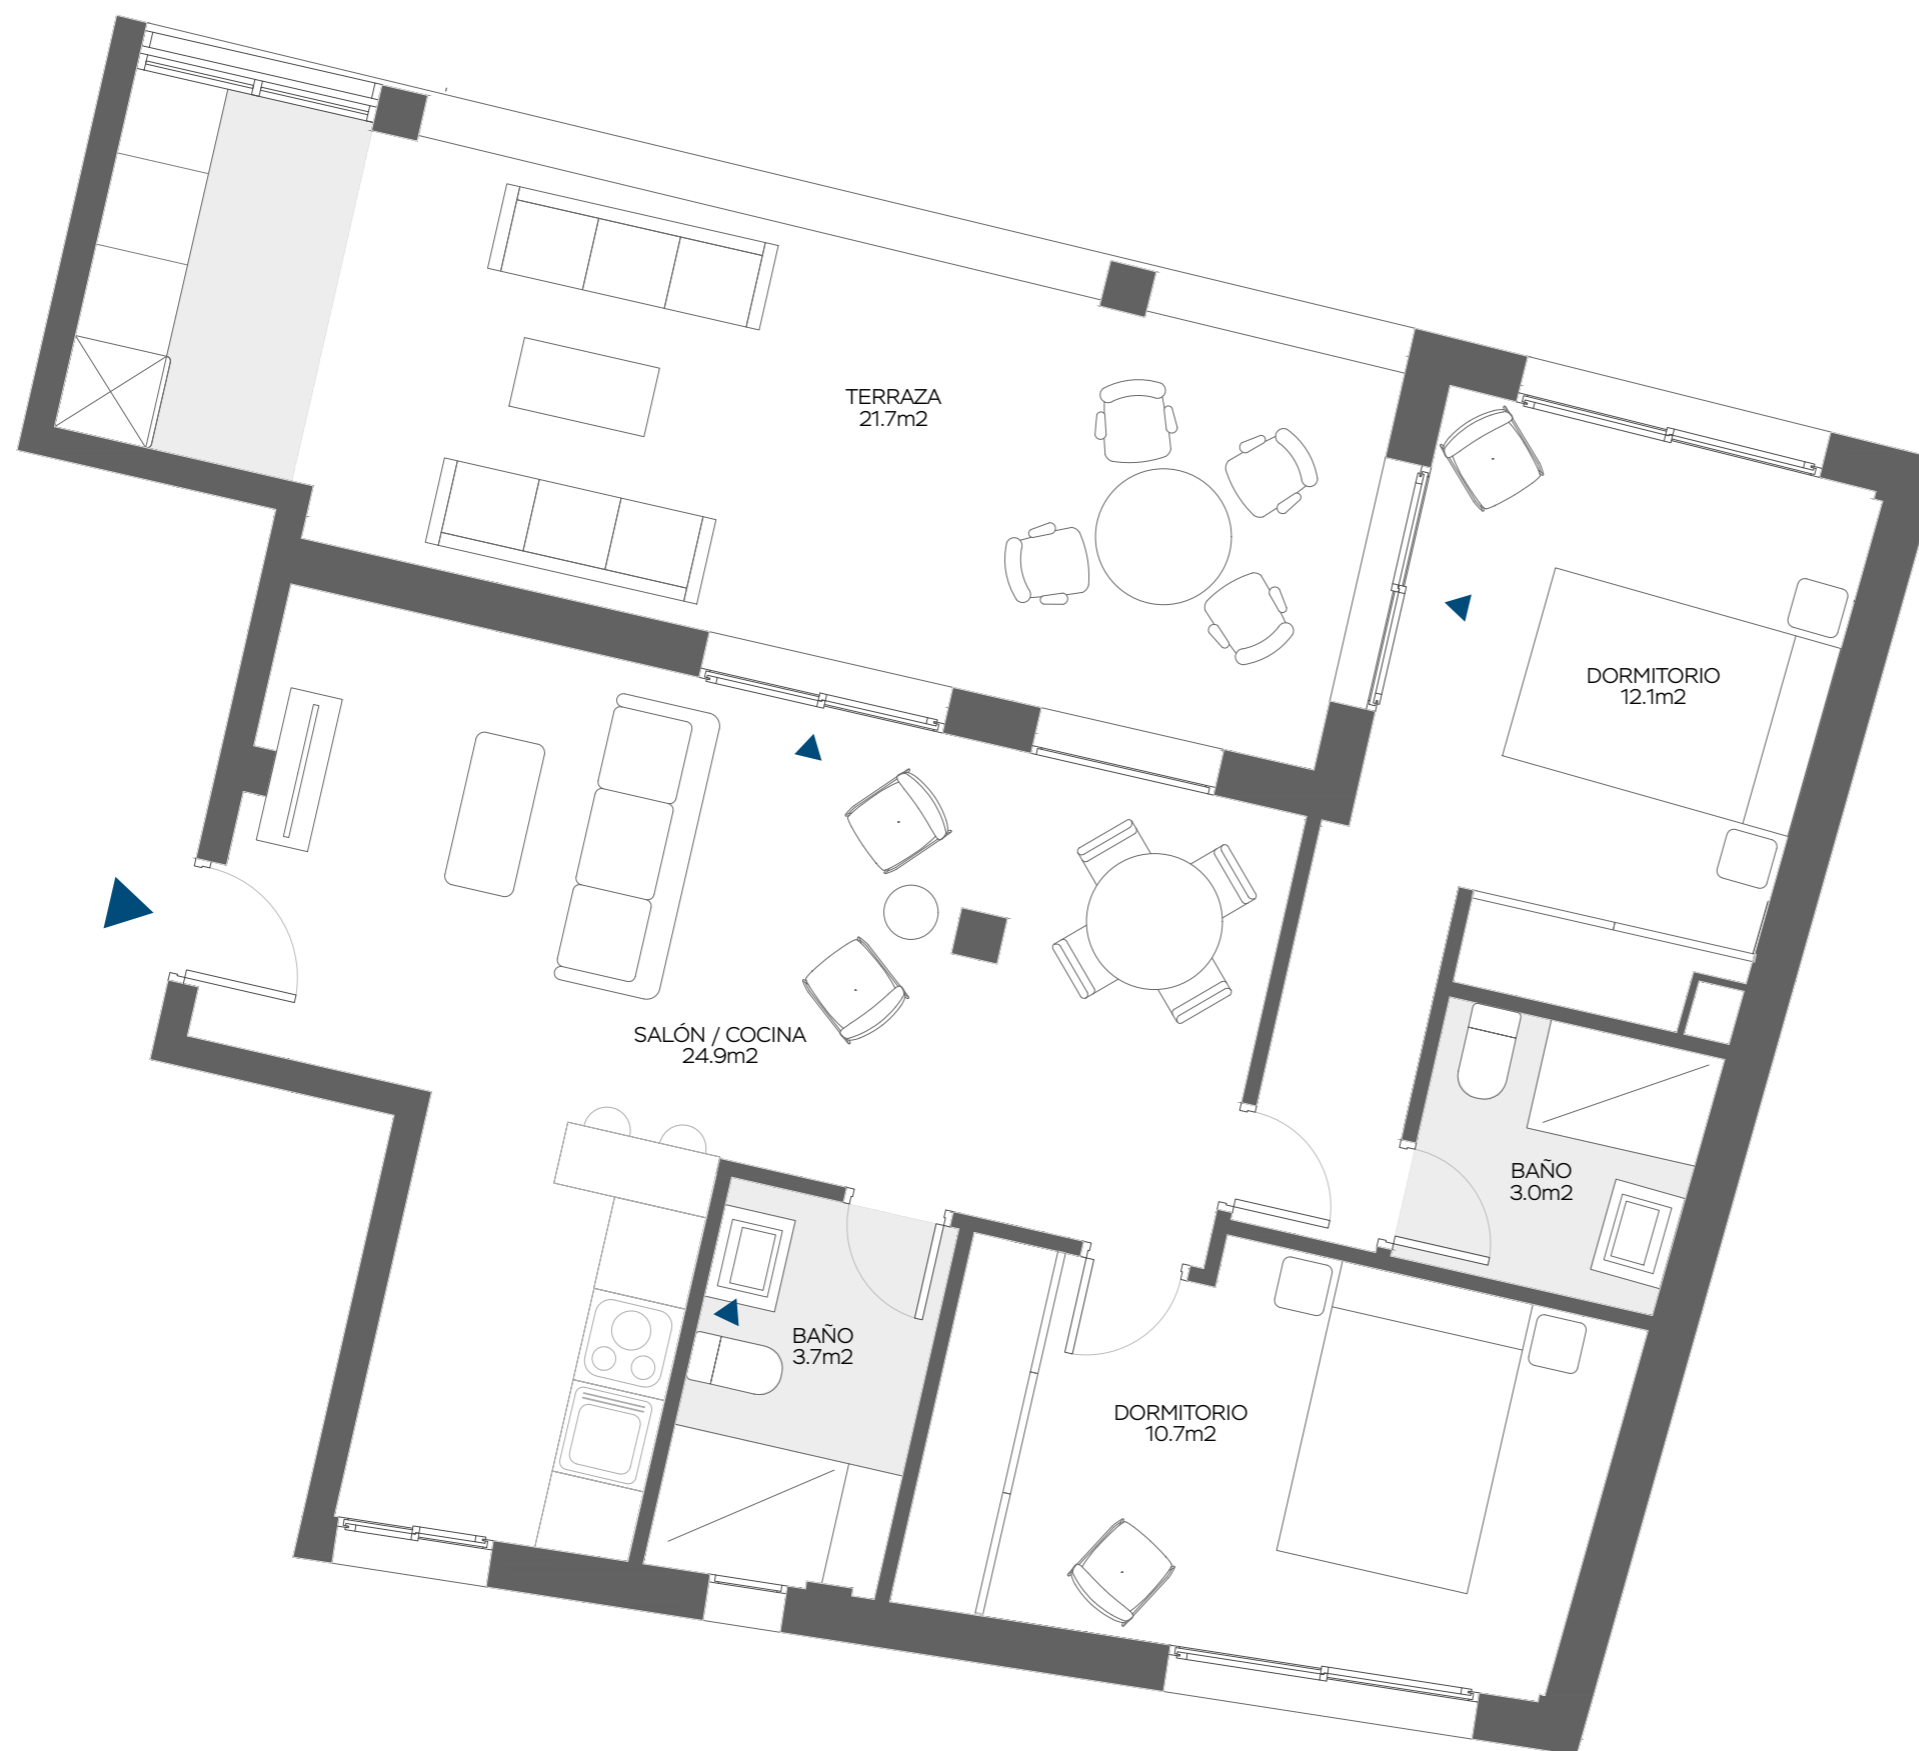 TERRAZA
21.7m2
DORMITORIO
12.1m2
SALÓN / COCINA
24.9m2
BAÑO
3.0m2
BAÑO
3.7m2
DORMITORIO
10.7m2